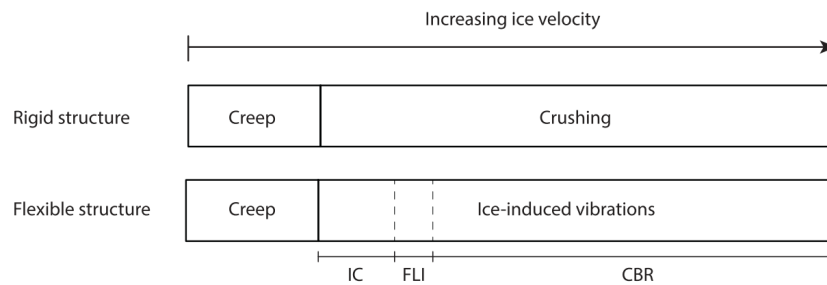 Increasing ice velocity
Rigid structure Creep Crushing
Flexible structure Creep Ice-induced vibrations
IC FLI CBR